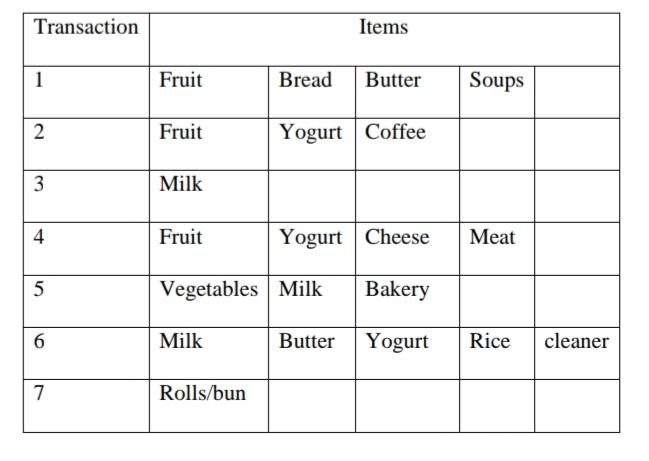 Transaction Items
1 Fruit Bread Butter Soups
2 Fruit Yogurt Coffee
3 Milk
4 Fruit Yogurt Cheese Meat
5 Vegetables Milk Bakery
6 Milk Butter Yogurt Rice cleaner
7 Rolls/bun